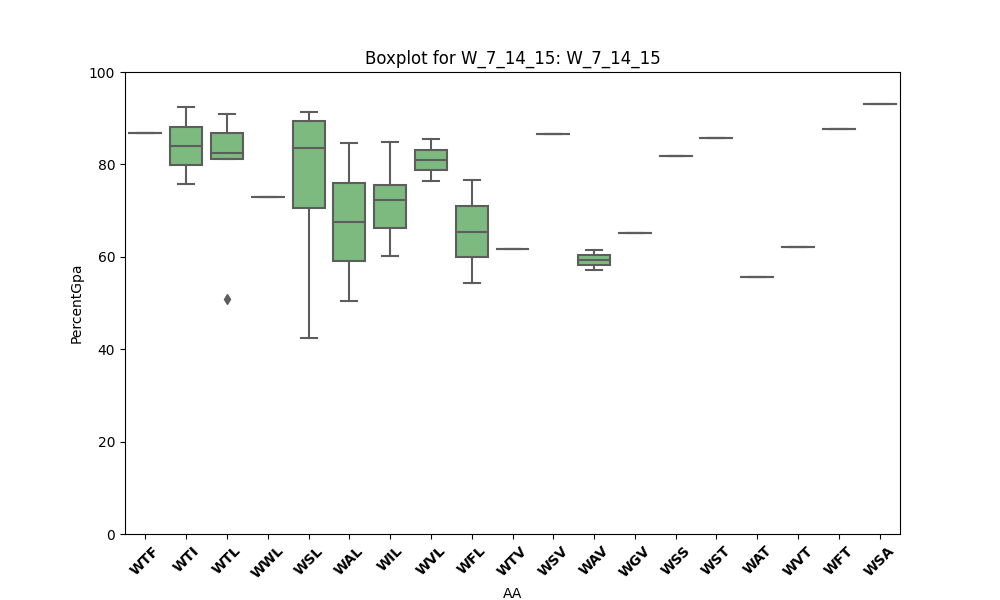 Boxplot for W_7_14_15: W_7_14_15
PercentGpa
100
80
60
40
20
0
WTF WTI WTL WWL WSL WAL WIL WVL WFL WTV WSV WAV WGV WSS WST WAT WVT WFT WSA
AA